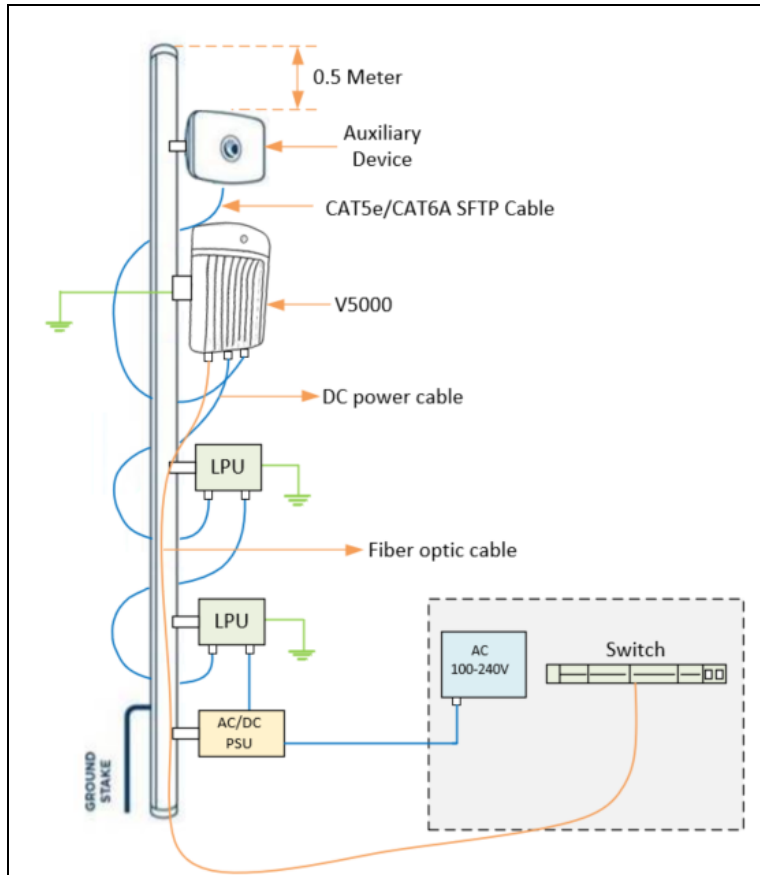 0.5 Meter
Auxiliary
Device
CAT5e/CAT6A SFTP Cable
V5000
DC power cable
LPU
Fiber optic cable
LPU
AC
100-240V
Switch
AC/DC
PSU
GROUND
STAKE